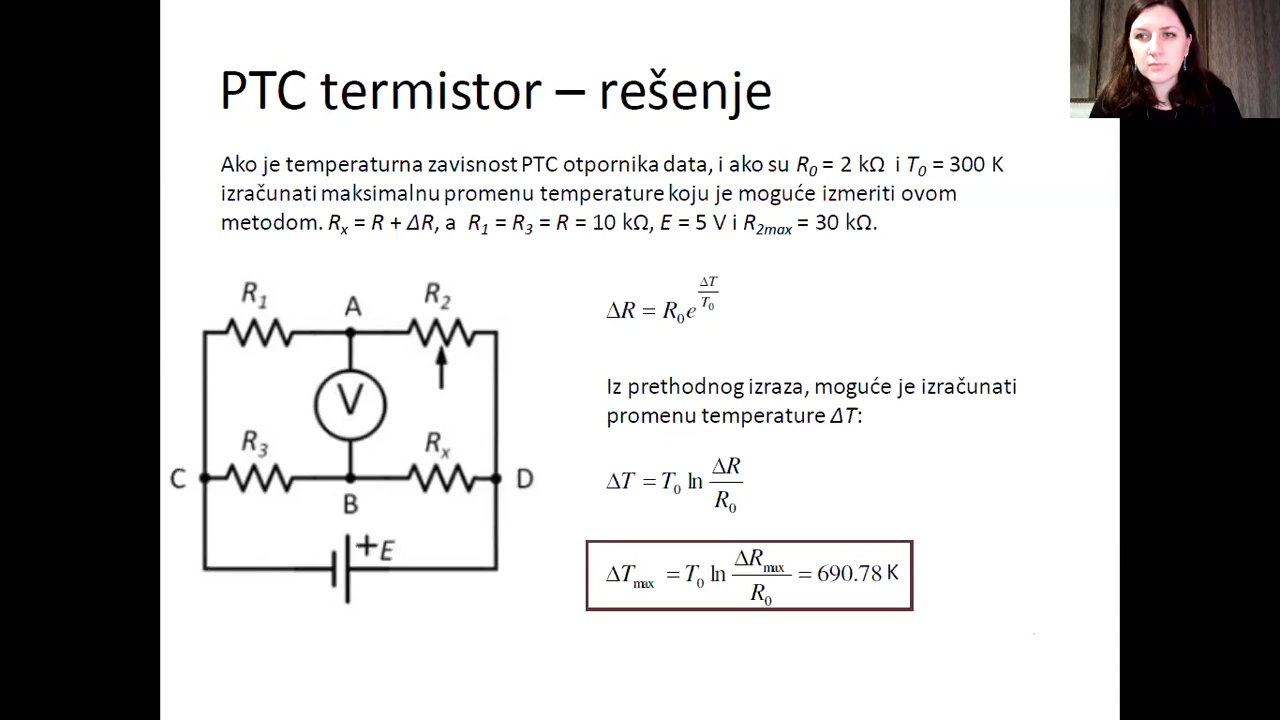 PTC termistor – rešenje
Ako je temperaturna zavisnost PTC otpornika data, i ako su R₀ = 2 kΩ i T₀ = 300 K
izračunati maksimalnu promenu temperature koju je moguće izmeriti ovom
metodom. Rₓ = R + ΔR, a R₁ = R₃ = R = 10 kΩ, E = 5 V i R₂ₘₐₓ = 30 kΩ.
R₁
A
R₂
V
R₃
Rₓ
C
B
D
+E
ΔR = R₀e^(ΔT/T₀)
Iz prethodnog izraza, moguće je izračunati
promenu temperature ΔT:
ΔT = T₀ ln ΔR/R₀
ΔTₘₐₓ = T₀ ln ΔRₘₐₓ/R₀ = 690.78 K